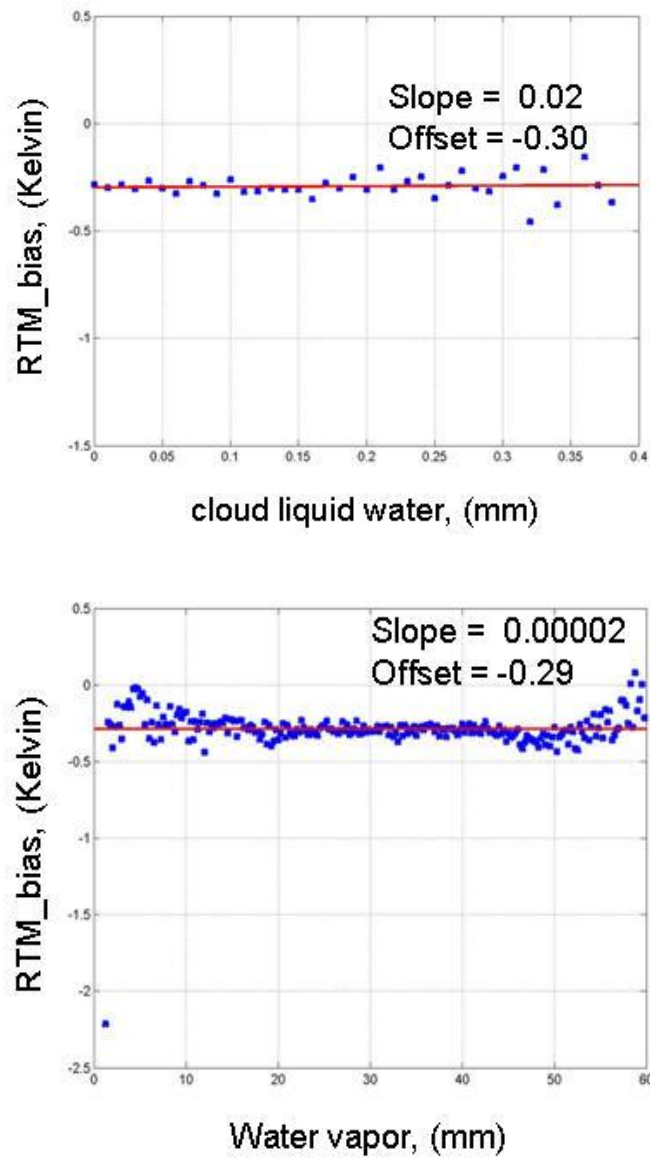 0.5
Slope = 0.02
Offset = -0.30
0
-0.5
-1
-1.5
RTM_bias, (Kelvin)
0 0.05 0.1 0.15 0.2 0.25 0.3 0.35 0.4
cloud liquid water, (mm)
0.5
Slope = 0.00002
Offset = -0.29
0
-0.5
-1
-1.5
-2
-2.5
RTM_bias, (Kelvin)
0 10 20 30 40 50 60
Water vapor, (mm)